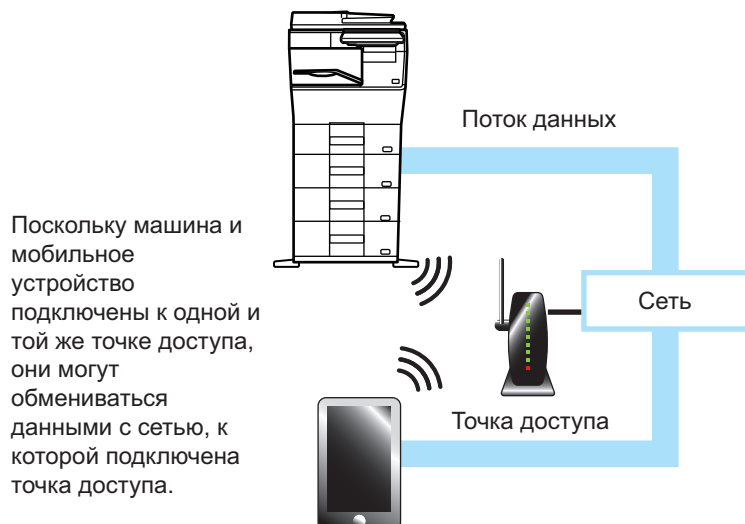 Поток данных
Поскольку машина и
мобильное
устройство
подключены к одной и
той же точке доступа,
они могут
обмениваться
данными с сетью, к
которой подключена
точка доступа.
Сеть
Точка доступа